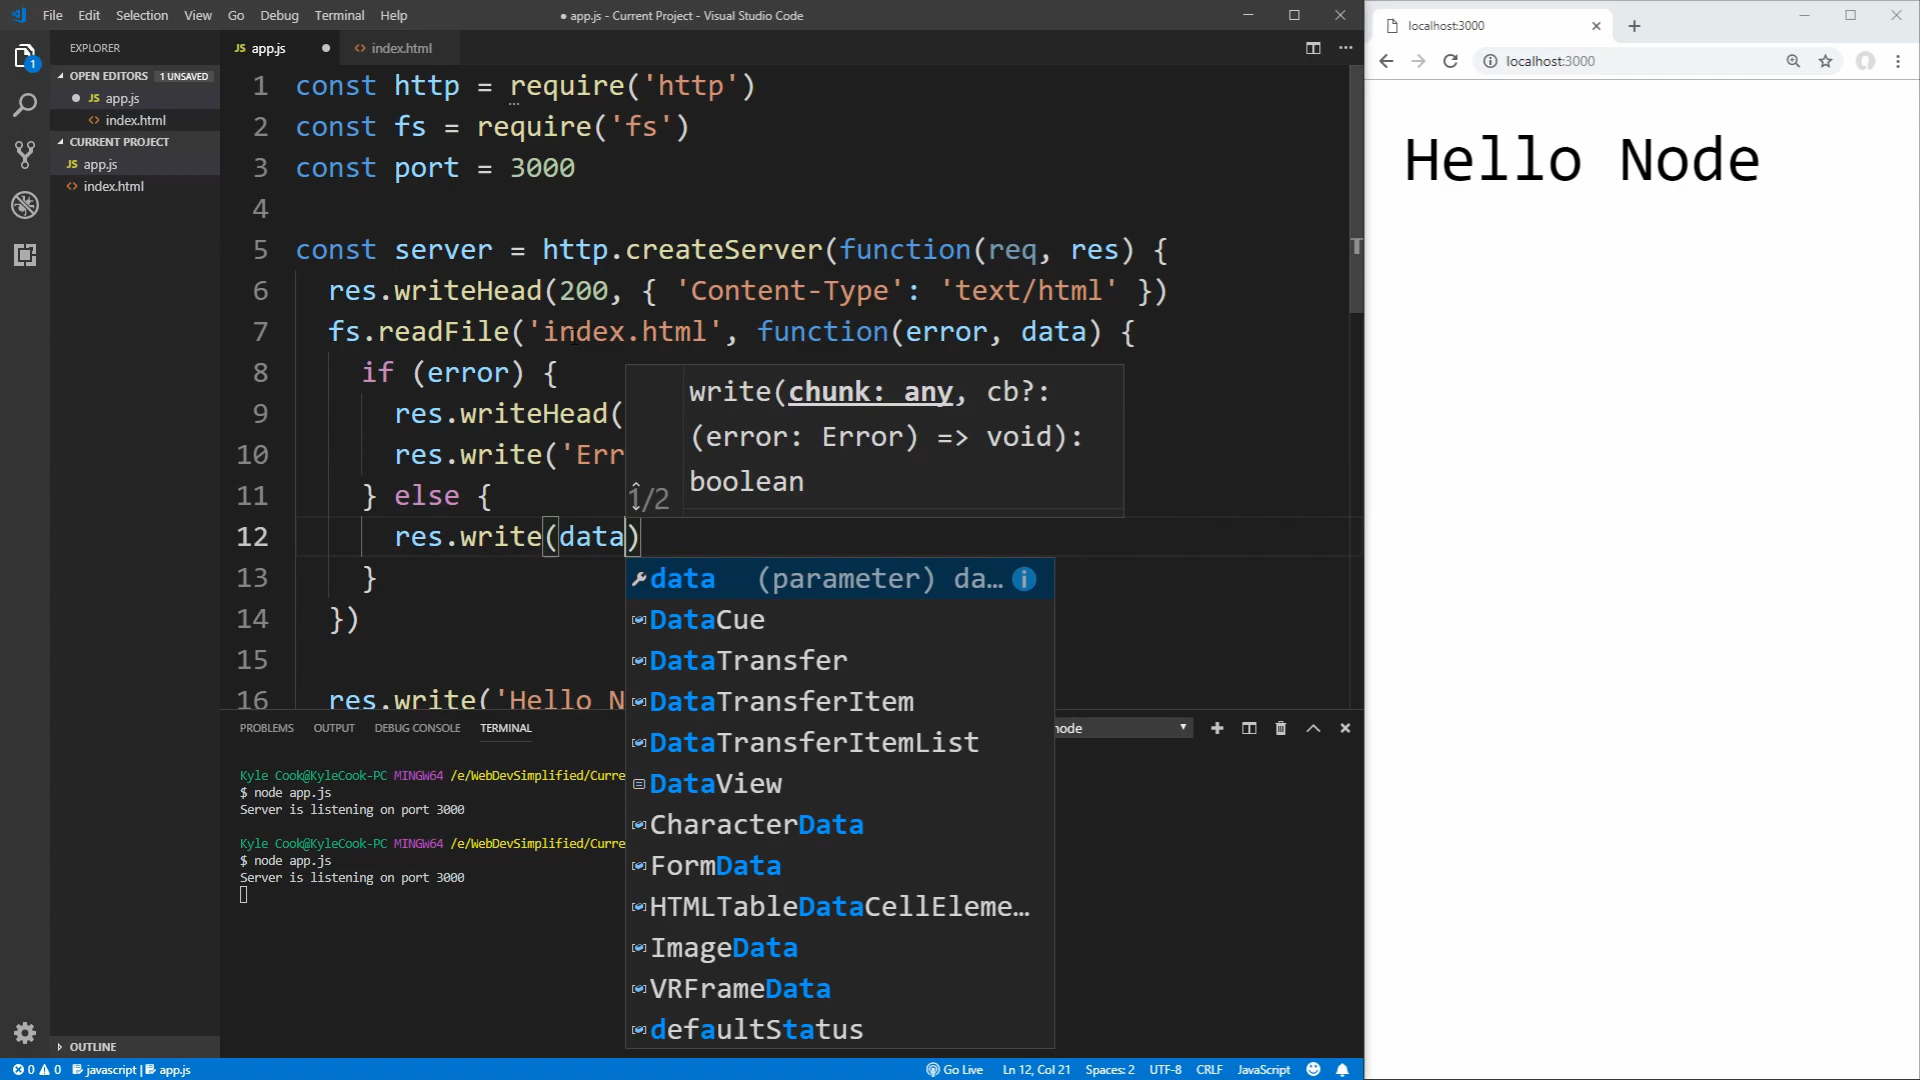 File Edit Selection View Go Debug Terminal Help
● app.js - Current Project - Visual Studio Code
EXPLORER
OPEN EDITORS 1 UNSAVED
JS app.js
<> index.html
CURRENT PROJECT
JS app.js
<> index.html
OUTLINE
1
JS app.js
<> index.html
1 const http = require('http')
2 const fs = require('fs')
3 const port = 3000
4
5 const server = http.createServer(function(req, res) {
6 res.writeHead(200, { 'Content-Type': 'text/html' })
7 fs.readFile('index.html', function(error, data) {
8 if (error) {
9 res.writeHead(
10 res.write('Err
11 } else {
12 res.write(data)
13 }
14 })
15
16 res.write('Hello N
write(chunk: any, cb?:
(error: Error) => void):
boolean
1/2
data (parameter) da…
DataCue
DataTransfer
DataTransferItem
DataTransferItemList
DataView
CharacterData
FormData
HTMLTableDataCellEleme…
ImageData
VRFrameData
defaultStatus
PROBLEMS OUTPUT DEBUG CONSOLE TERMINAL
node
Kyle Cook@KyleCook-PC MINGW64 /e/WebDevSimplified/Curre
$ node app.js
Server is listening on port 3000
Kyle Cook@KyleCook-PC MINGW64 /e/WebDevSimplified/Curre
$ node app.js
Server is listening on port 3000
0 0 javascript | app.js
Go Live Ln 12, Col 21 Spaces: 2 UTF-8 CRLF JavaScript
localhost:3000
localhost:3000
Hello Node